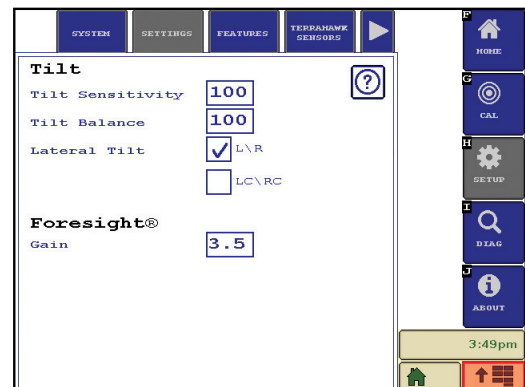 SYSTEM
SETTINGS
FEATURES
TERRAHAWK
SENSORS
Tilt
?
Tilt Sensitivity 100
Tilt Balance 100
Lateral Tilt L\R
LC\RC
Foresight®
Gain 3.5
F
HOME
G
CAL
H
SETUP
I
DIAG
J
ABOUT
3:49pm